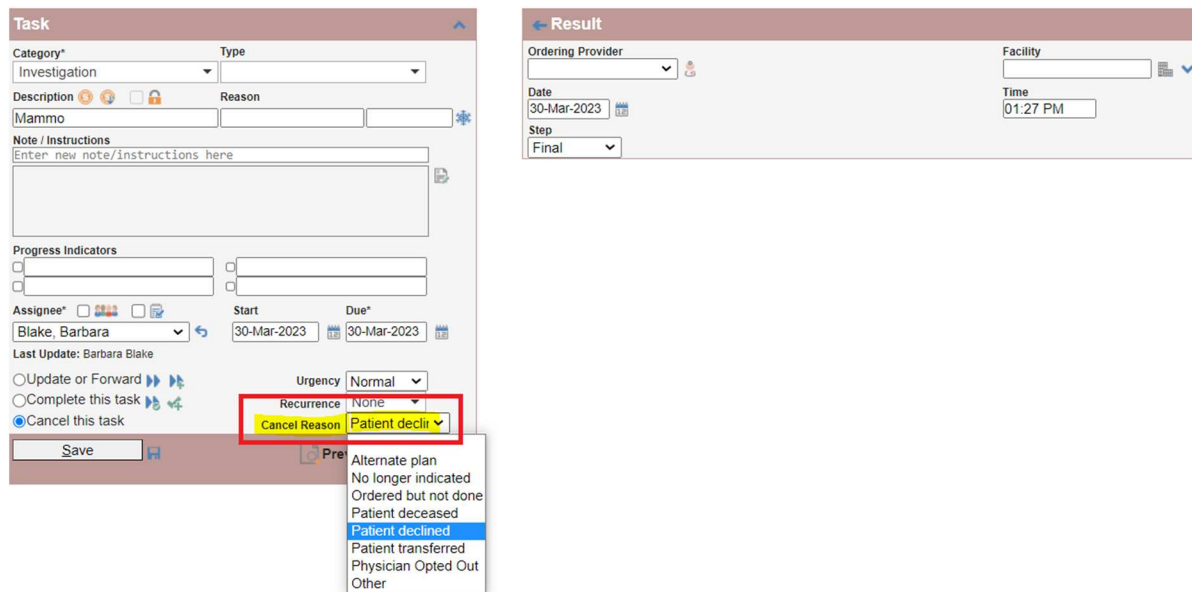 Task
Category* Type
Investigation
Description Reason
Mammo
Note / Instructions
Enter new note/instructions here
Progress Indicators
Assignee* Start Due*
Blake, Barbara 30-Mar-2023 30-Mar-2023
Last Update: Barbara Blake
Update or Forward Urgency Normal
Complete this task Recurrence None
Cancel this task Cancel Reason Patient declin
Save Prev
Alternate plan
No longer indicated
Ordered but not done
Patient deceased
Patient declined
Patient transferred
Physician Opted Out
Other
Result
Ordering Provider Facility
Date Time
30-Mar-2023 01:27 PM
Step
Final